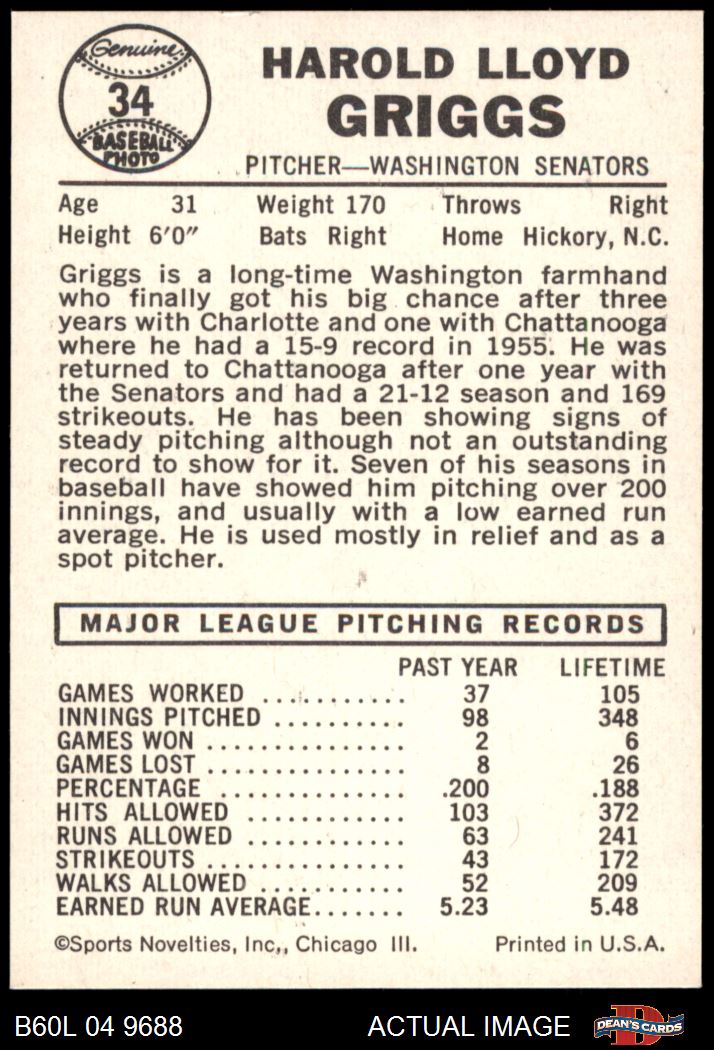 Genuine
34
BASEBALL
PHOTO
HAROLD LLOYD
GRIGGS
PITCHER—WASHINGTON SENATORS
Age 31 Weight 170 Throws Right
Height 6'0" Bats Right Home Hickory, N.C.
Griggs is a long-time Washington farmhand
who finally got his big chance after three
years with Charlotte and one with Chattanooga
where he had a 15-9 record in 1955. He was
returned to Chattanooga after one year with
the Senators and had a 21-12 season and 169
strikeouts. He has been showing signs of
steady pitching although not an outstanding
record to show for it. Seven of his seasons in
baseball have showed him pitching over 200
innings, and usually with a low earned run
average. He is used mostly in relief and as a
spot pitcher.
MAJOR LEAGUE PITCHING RECORDS
PAST YEAR LIFETIME
GAMES WORKED ........... 37 105
INNINGS PITCHED .......... 98 348
GAMES WON ................ 2 6
GAMES LOST ................ 8 26
PERCENTAGE ............... .200 .188
HITS ALLOWED ............ 103 372
RUNS ALLOWED ............ 63 241
STRIKEOUTS ................ 43 172
WALKS ALLOWED ........... 52 209
EARNED RUN AVERAGE....... 5.23 5.48
©Sports Novelties, Inc,, Chicago Ill. Printed in U.S.A.
B60L 04 9688 ACTUAL IMAGE DEAN'S CARDS